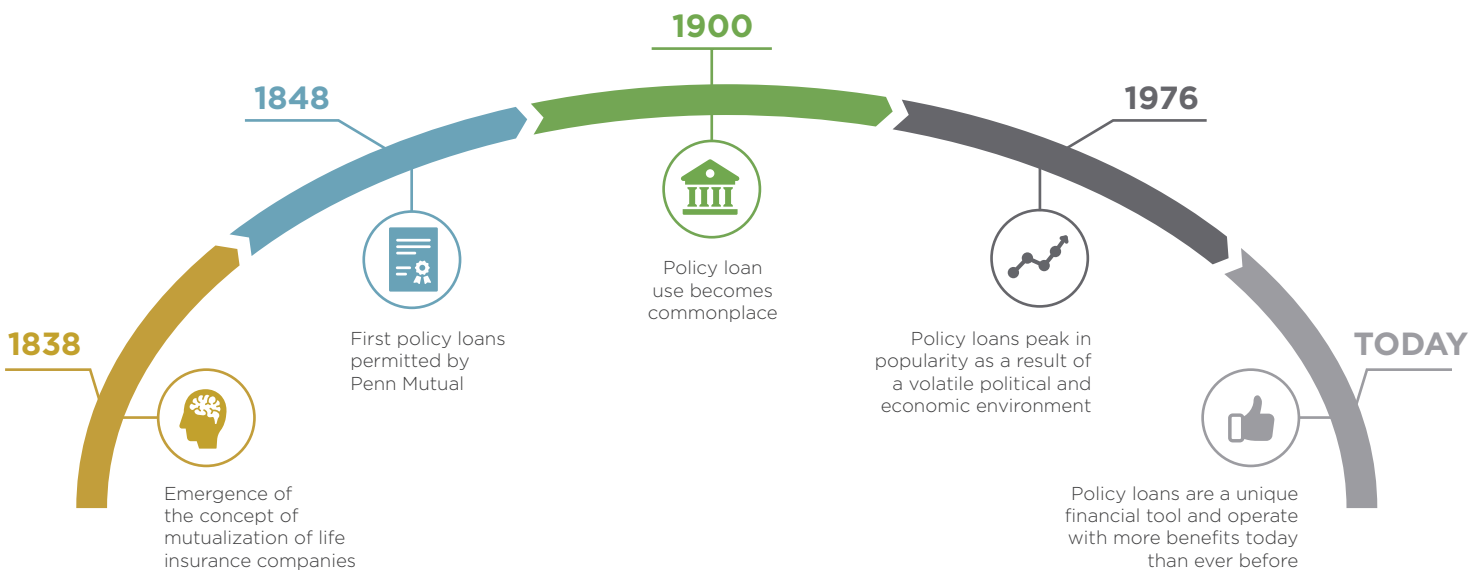 1838
Emergence of
the concept of
mutualization of life
insurance companies
1848
First policy loans
permitted by
Penn Mutual
1900
Policy loan
use becomes
commonplace
1976
Policy loans peak in
popularity as a result of
a volatile political and
economic environment
TODAY
Policy loans are a unique
financial tool and operate
with more benefits today
than ever before